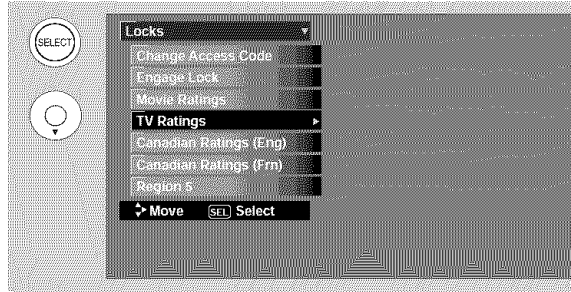 SELECT
Locks
Change Access Code
Engage Lock
Movie Ratings
TV Ratings
Canadian Ratings (Eng)
Canadian Ratings (Frn)
Region 5
Move SEL Select